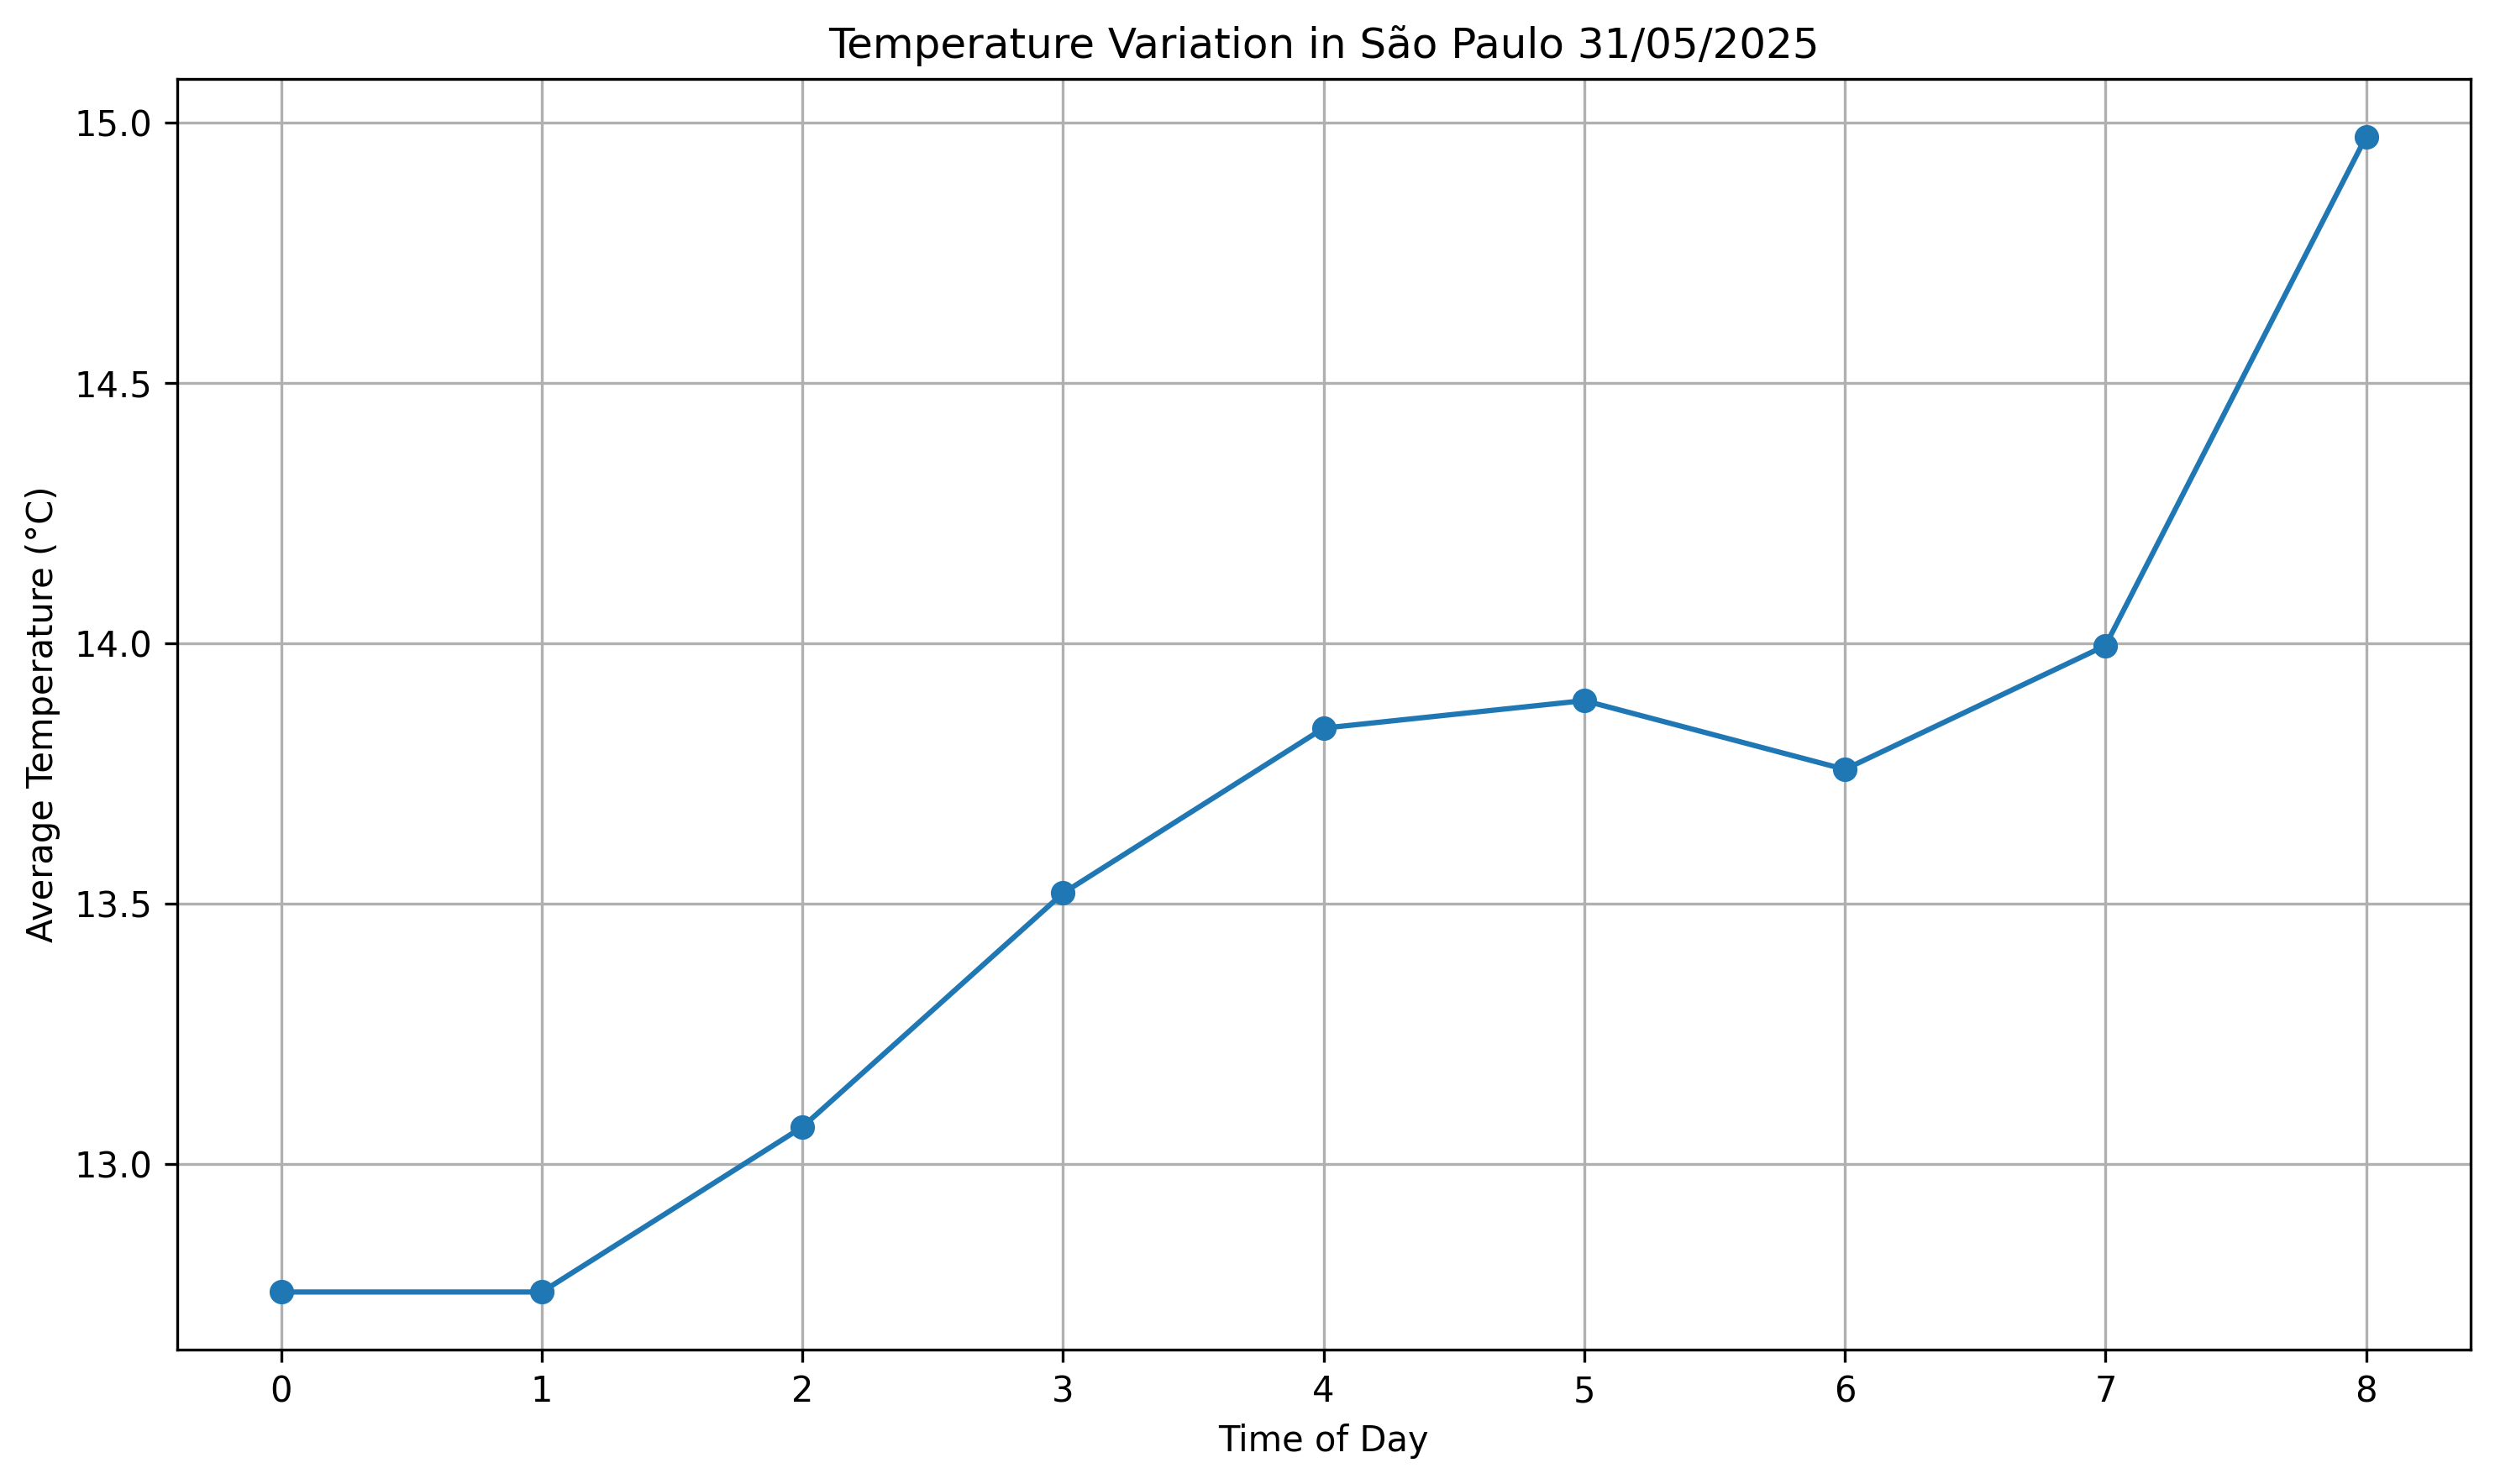 Temperature Variation in São Paulo 31/05/2025
15.0
14.5
14.0
13.5
13.0
Average Temperature (°C)
0 1 2 3 4 5 6 7 8
Time of Day